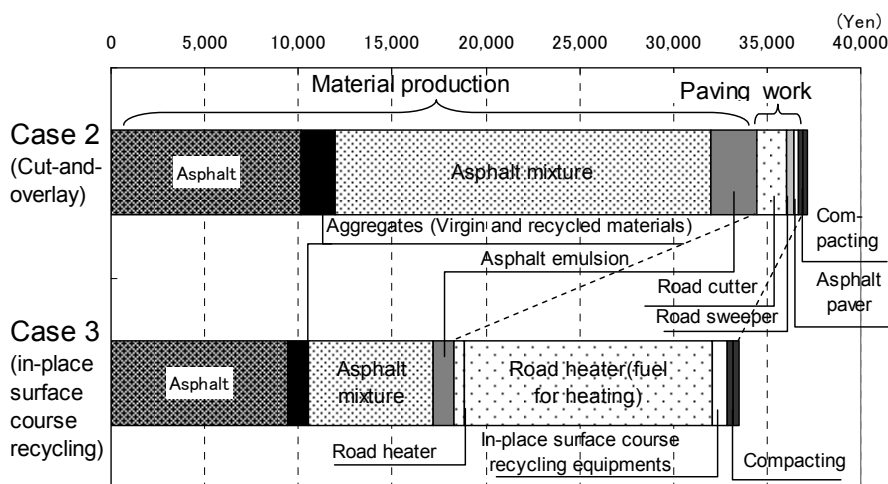 (Yen)
0 5,000 10,000 15,000 20,000 25,000 30,000 35,000 40,000
Material production
Paving work
Case 2
(Cut-and-
overlay)
Asphalt
Asphalt mixture
Aggregates (Virgin and recycled materials)
Asphalt emulsion
Com-
pacting
Road cutter
Asphalt
paver
Road sweeper
Case 3
(in-place
surface
course
recycling)
Asphalt
Asphalt
mixture
Road heater(fuel
for heating)
Road heater
In-place surface course
recycling equipments
Compacting